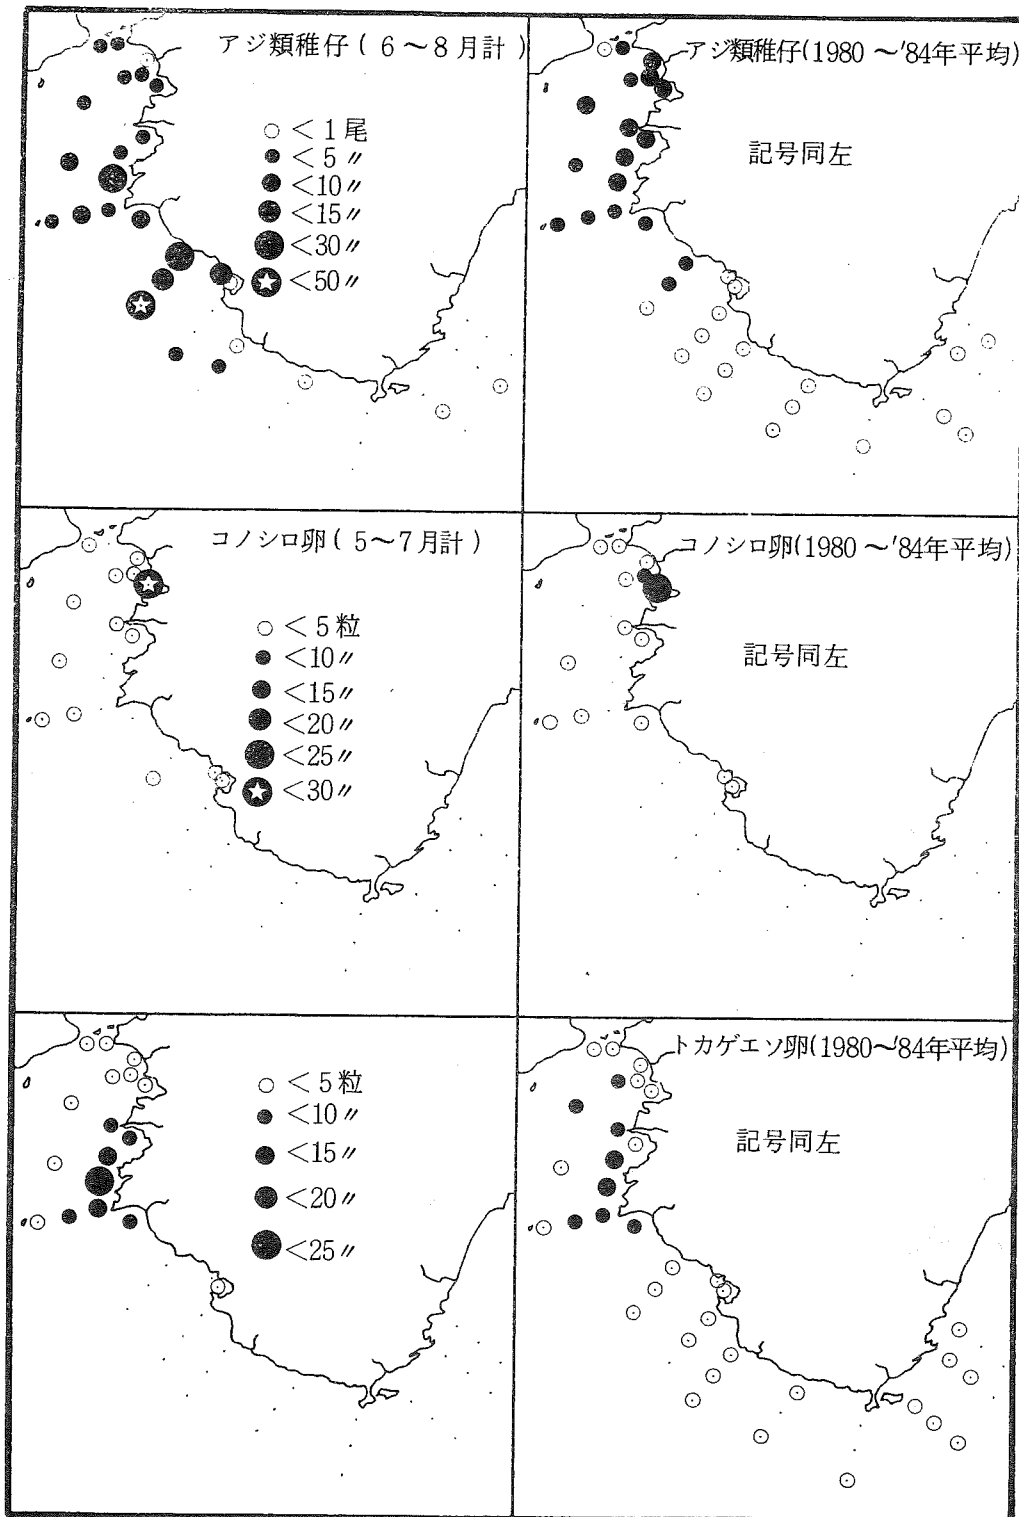 アジ類稚仔 ( 6 ～ 8 月計 )
○ < 1 尾
● < 5 〃
● <10 〃
● <15 〃
● <30 〃
<50 〃
アジ類稚仔(1980 ～'84年平均)
記号同左
コノシロ卵 ( 5～7 月計 )
○ < 5 粒
● <10 〃
● <15 〃
● <20 〃
● <25 〃
<30 〃
コノシロ卵(1980 ～'84年平均)
記号同左
○ < 5 粒
● <10 〃
● <15 〃
● <20 〃
● <25 〃
トカゲエソ卵(1980～'84年平均)
記号同左